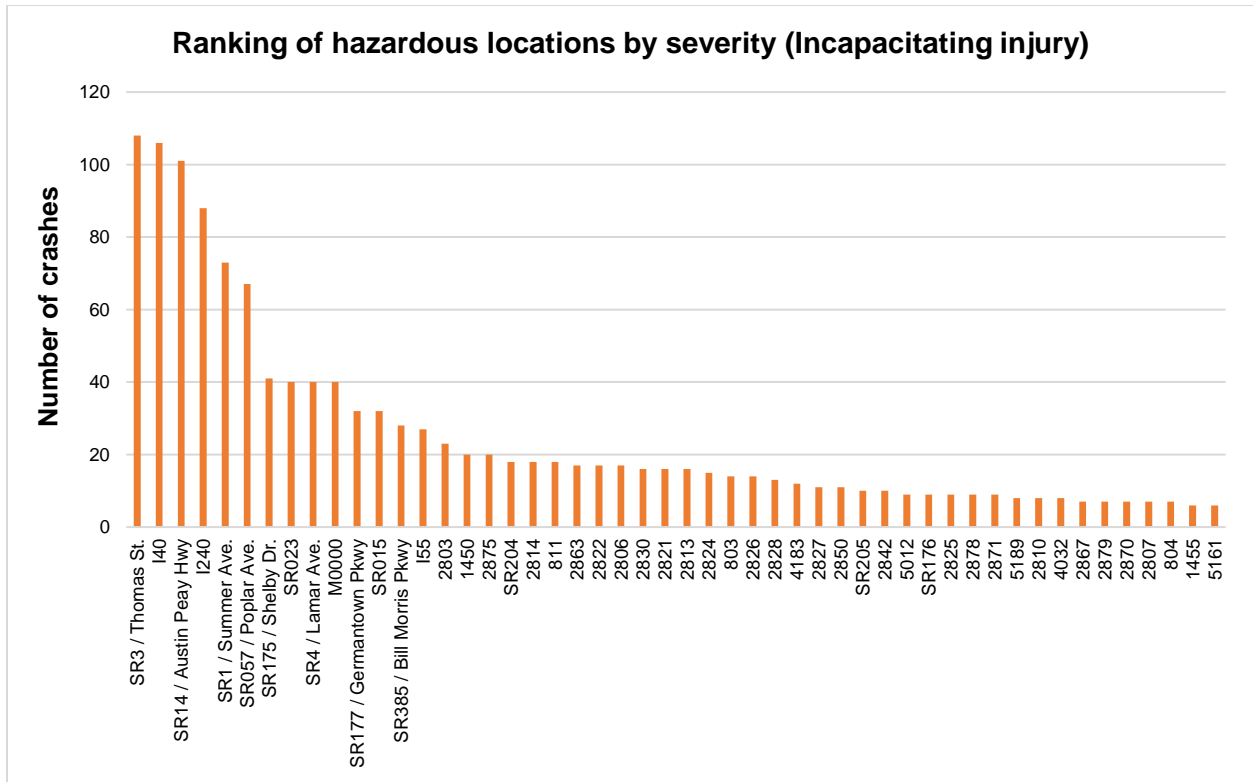 Ranking of hazardous locations by severity (Incapacitating injury)
Number of crashes
120
100
80
60
40
20
0
SR3 / Thomas St.
I40
SR14 / Austin Peay Hwy
I240
SR1 / Summer Ave.
SR057 / Poplar Ave.
SR175 / Shelby Dr.
SR023
SR4 / Lamar Ave.
M0000
SR177 / Germantown Pkwy
SR015
SR385 / Bill Morris Pkwy
I55
2803
1450
2875
SR204
2814
811
2863
2822
2806
2830
2821
2813
2824
803
2826
2828
4183
2827
2850
SR205
2842
5012
SR176
2825
2878
2871
5189
2810
4032
2867
2879
2870
2807
804
1455
5161